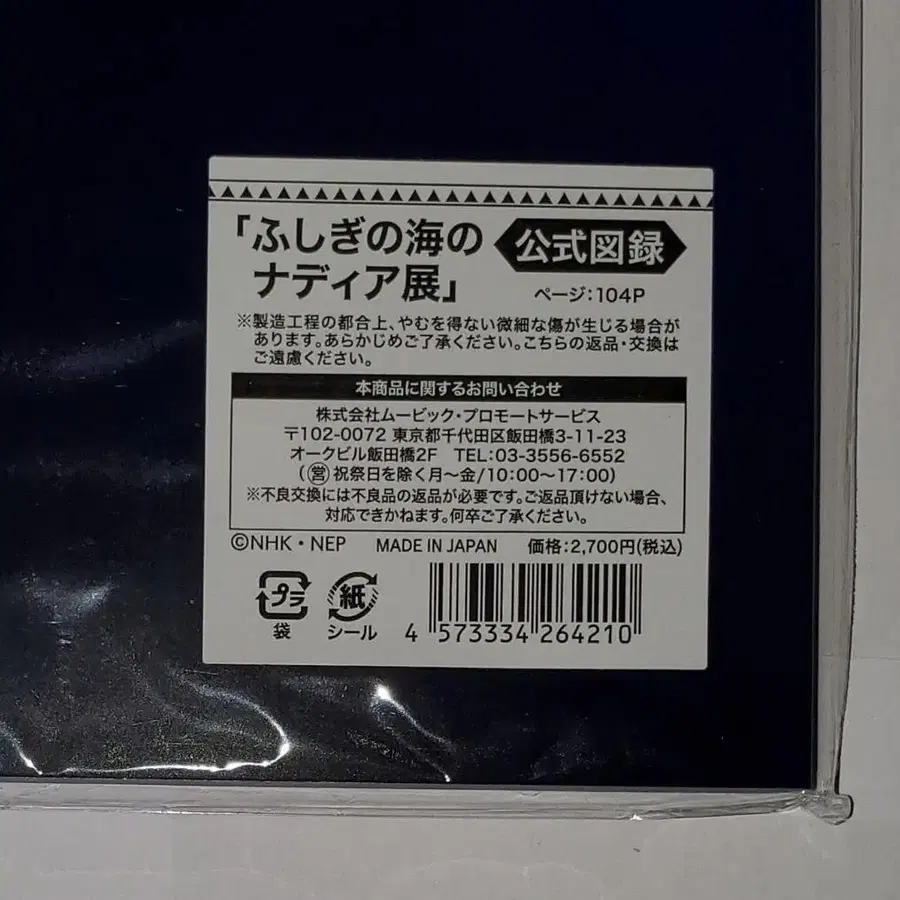 「ふしぎの海の
ナディア展」
公式図録
ページ:104P
※製造工程の都合上、やむを得ない微細な傷が生じる場合が
あります。あらかじめご了承ください。こちらの返品・交換は
ご遠慮ください。
本商品に関するお問い合わせ
株式会社ムービック・プロモートサービス
〒102-0072 東京都千代田区飯田橋3-11-23
オークビル飯田橋2F TEL:03-3556-6552
(営 祝祭日を除く月〜金/10:00〜17:00)
※不良交換には不良品の返品が必要です。ご返品頂けない場合、
対応できかねます。何卒ご了承ください。
©NHK・NEP MADE IN JAPAN 価格:2,700円(税込)
プラ 紙
袋 シール
4 573334 264210